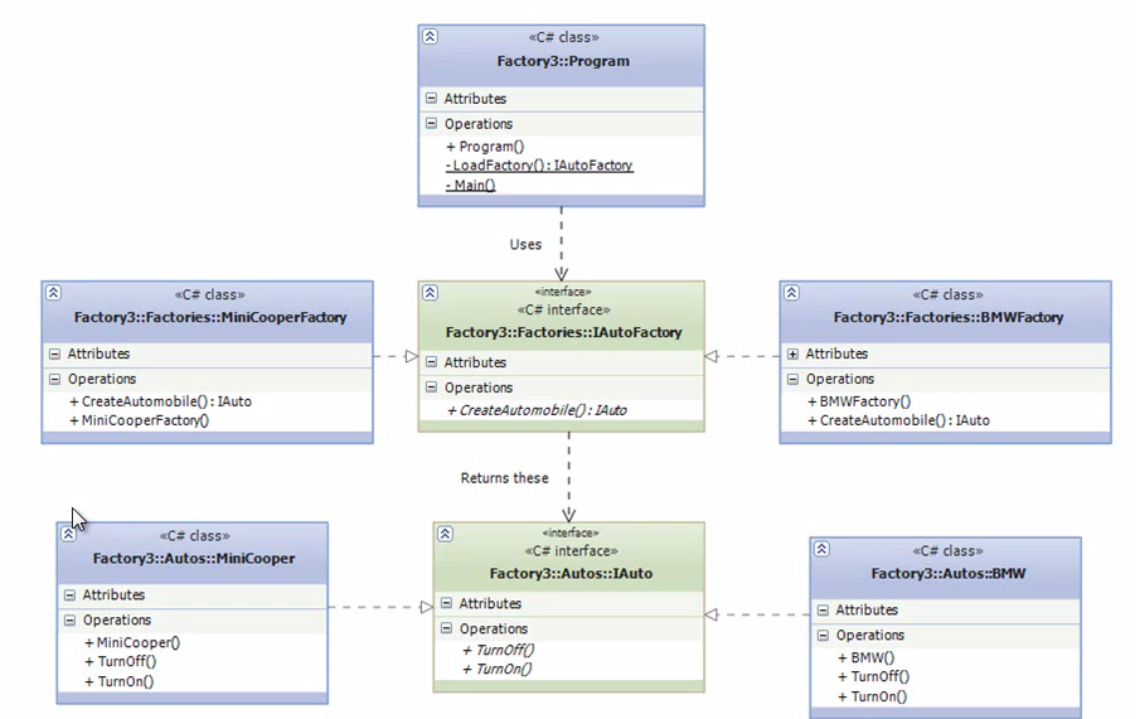 «C# class»
Factory3::Program
Attributes
Operations
+ Program()
- LoadFactory() : IAutoFactory
- Main()
Uses
«C# class»
Factory3::Factories::MiniCooperFactory
Attributes
Operations
+ CreateAutomobile() : IAuto
+ MiniCooperFactory()
«interface»
«C# interface»
Factory3::Factories::IAutoFactory
Attributes
Operations
+ CreateAutomobile() : IAuto
«C# class»
Factory3::Factories::BMWFactory
Attributes
Operations
+ BMWFactory()
+ CreateAutomobile() : IAuto
Returns these
«C# class»
Factory3::Autos::MiniCooper
Attributes
Operations
+ MiniCooper()
+ TurnOff()
+ TurnOn()
«interface»
«C# interface»
Factory3::Autos::IAuto
Attributes
Operations
+ TurnOff()
+ TurnOn()
«C# class»
Factory3::Autos::BMW
Attributes
Operations
+ BMW()
+ TurnOff()
+ TurnOn()